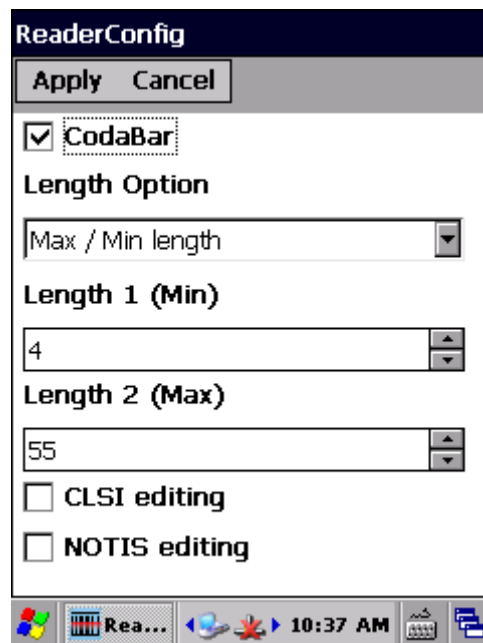 ReaderConfig
Apply Cancel
CodaBar
Length Option
Max / Min length
Length 1 (Min)
4
Length 2 (Max)
55
CLSI editing
NOTIS editing
Rea... 10:37 AM